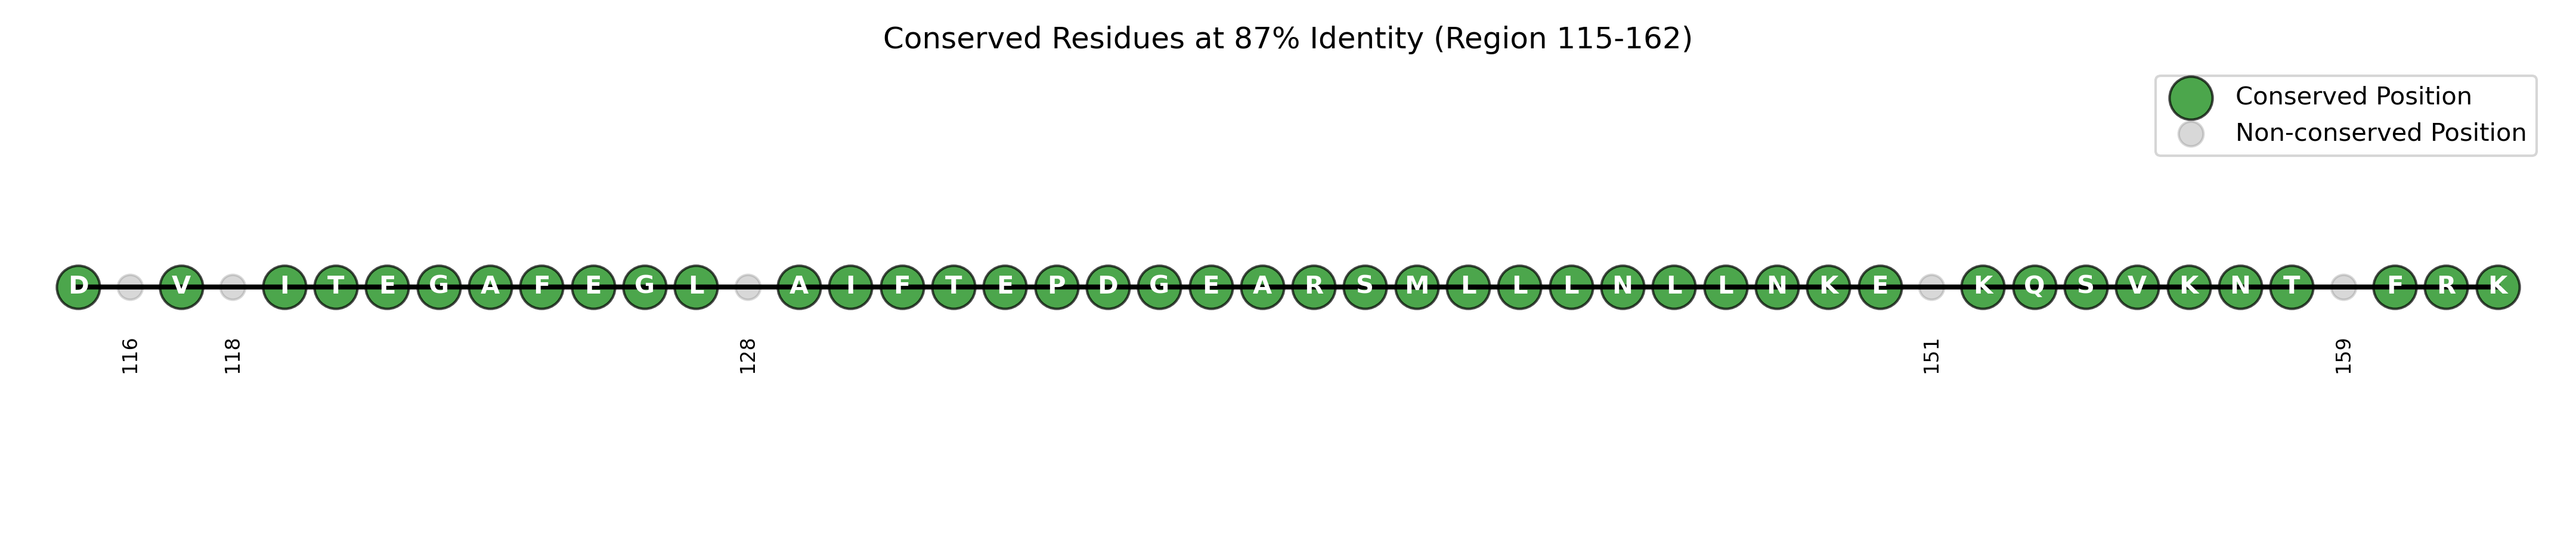 Conserved Residues at 87% Identity (Region 115-162)
Conserved Position
Non-conserved Position
D V I T E G A F E G L A I F T E P D G E A R S M L L L N L L N K E K Q S V K N T F R K
116 118 128 151 159